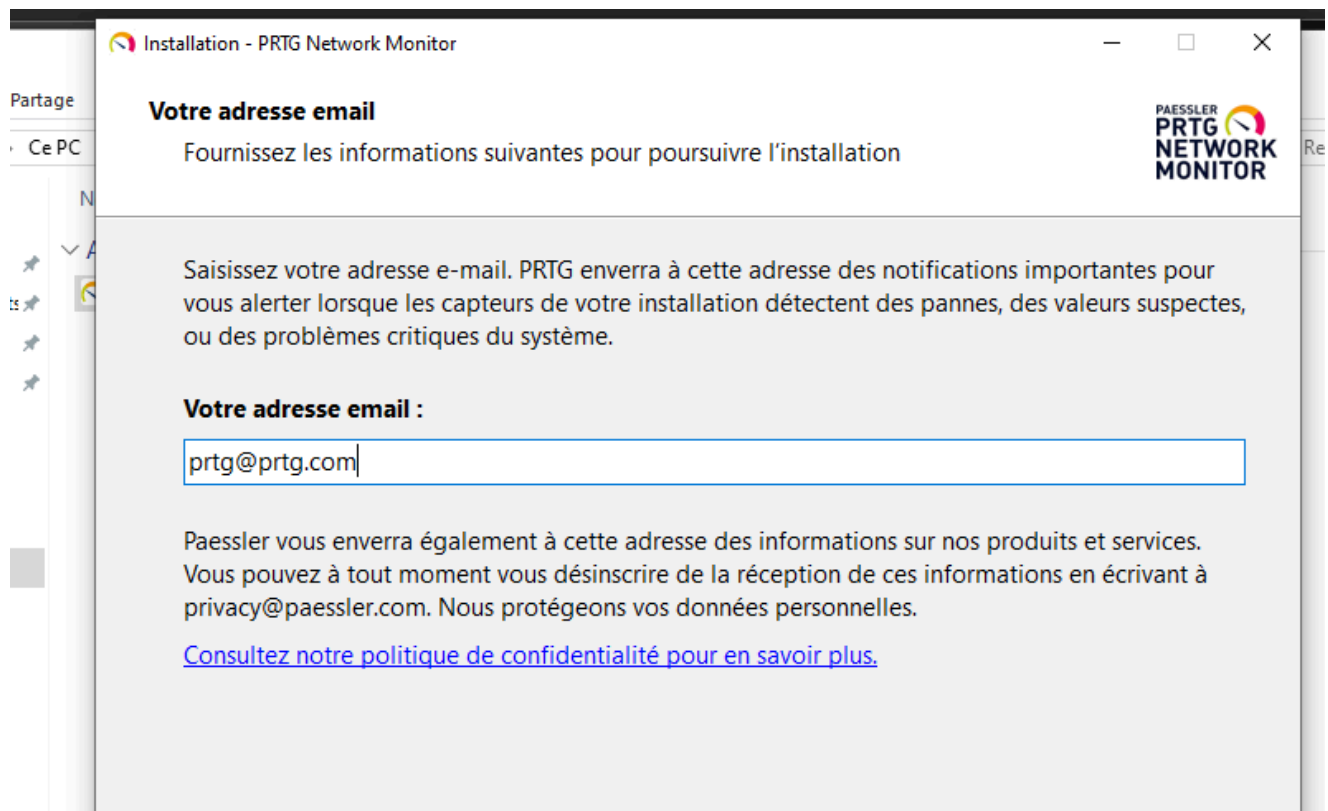 Installation - PRTG Network Monitor
Partage
Votre adresse email
PAESSLER
PRTG
NETWORK
MONITOR
Ce PC
Fournissez les informations suivantes pour poursuivre l'installation
Re
N
A
Saisissez votre adresse e-mail. PRTG enverra à cette adresse des notifications importantes pour
vous alerter lorsque les capteurs de votre installation détectent des pannes, des valeurs suspectes,
ou des problèmes critiques du système.
Votre adresse email :
prtg@prtg.com
Paessler vous enverra également à cette adresse des informations sur nos produits et services.
Vous pouvez à tout moment vous désinscrire de la réception de ces informations en écrivant à
privacy@paessler.com. Nous protégeons vos données personnelles.
Consultez notre politique de confidentialité pour en savoir plus.